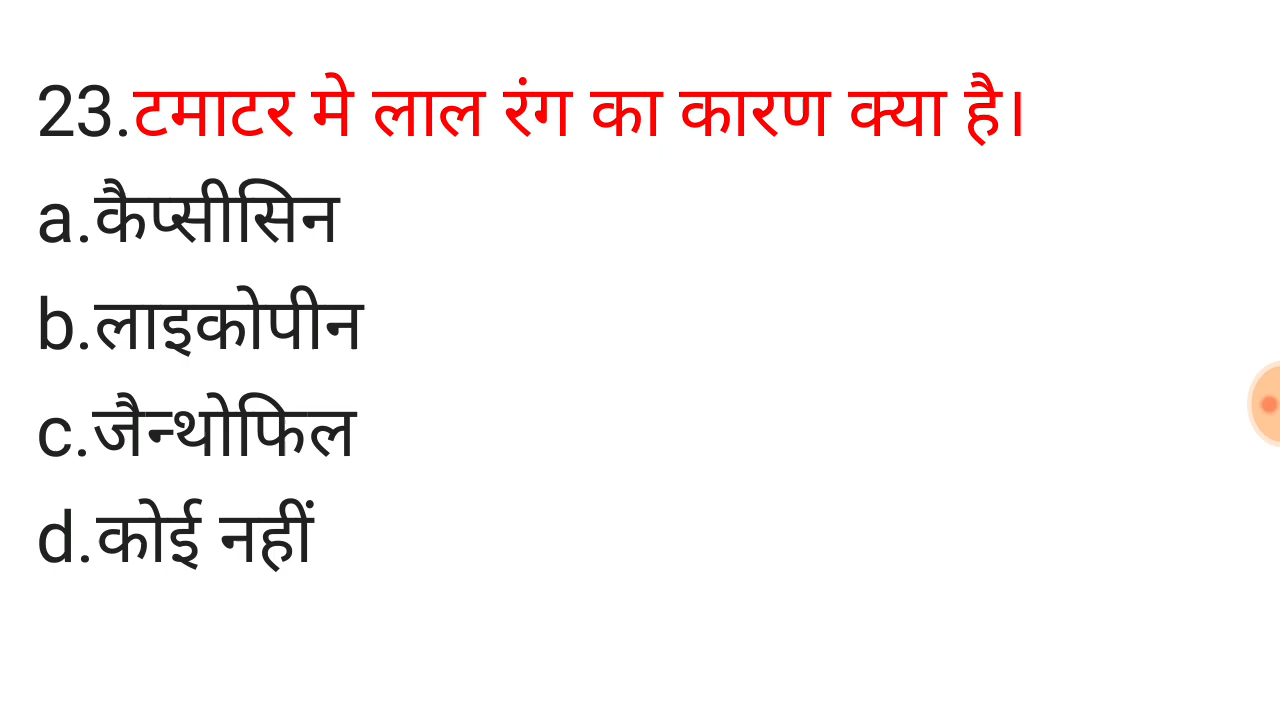 23.टमाटर मे लाल रंग का कारण क्या है।
a.कैप्सीसिन
b.लाइकोपीन
c.जैन्थोफिल
d.कोई नहीं